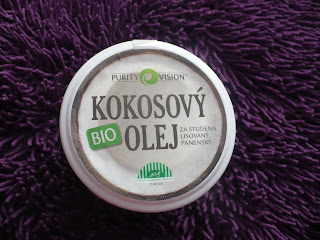 PURITY VISION®
KOKOSOVÝ
BIO OLEJ
ZA STUDENA
LISOVANÝ
PANENSKÝ